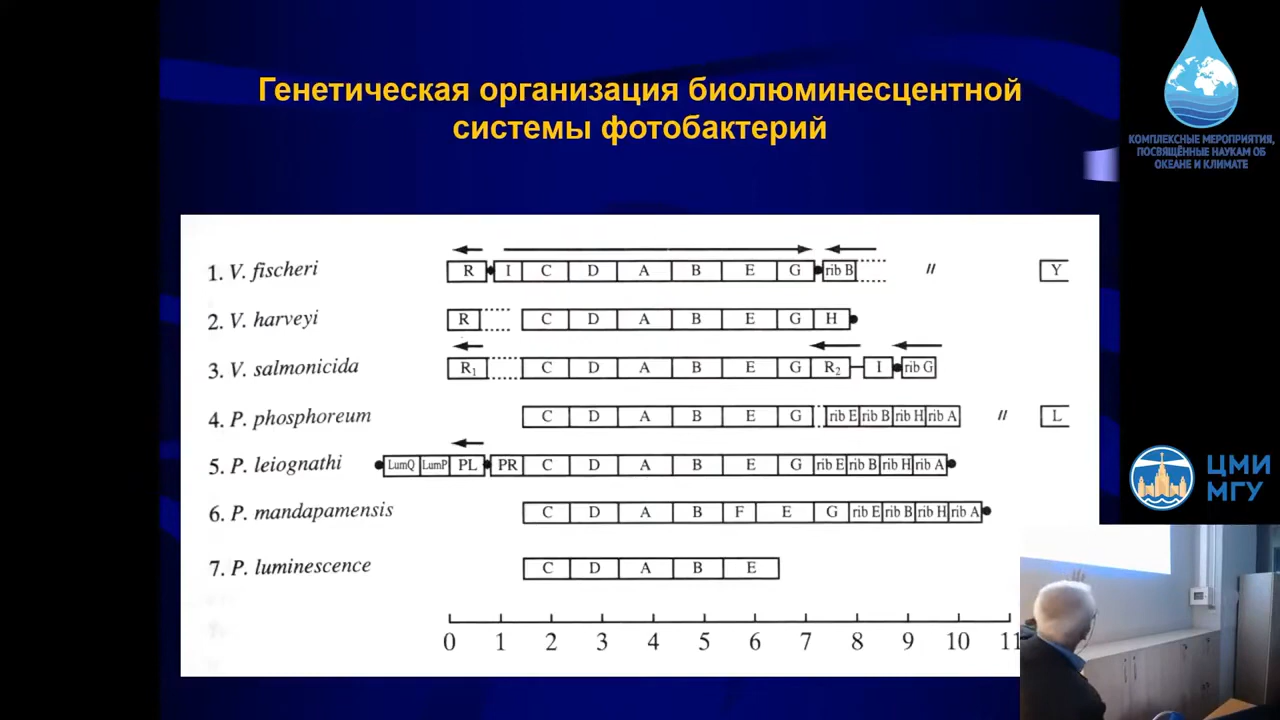 Генетическая организация биолюминесцентной
системы фотобактерий
КОМПЛЕКСНЫЕ МЕРОПРИЯТИЯ,
ПОСВЯЩЁННЫЕ НАУКАМ ОБ
ОКЕАНЕ И КЛИМАТЕ
1. V. fischeri R I C D A B E G rib B " Y
2. V. harveyi R C D A B E G H
3. V. salmonicida R1 C D A B E G R2 I rib G
4. P. phosphoreum C D A B E G rib E rib B rib H rib A " L
5. P. leiognathi LumQ LumP PL PR C D A B E G rib E rib B rib H rib A
6. P. mandapamensis C D A B F E G rib E rib B rib H rib A
7. P. luminescence C D A B E
0 1 2 3 4 5 6 7 8 9 10 11
ЦМИ
МГУ